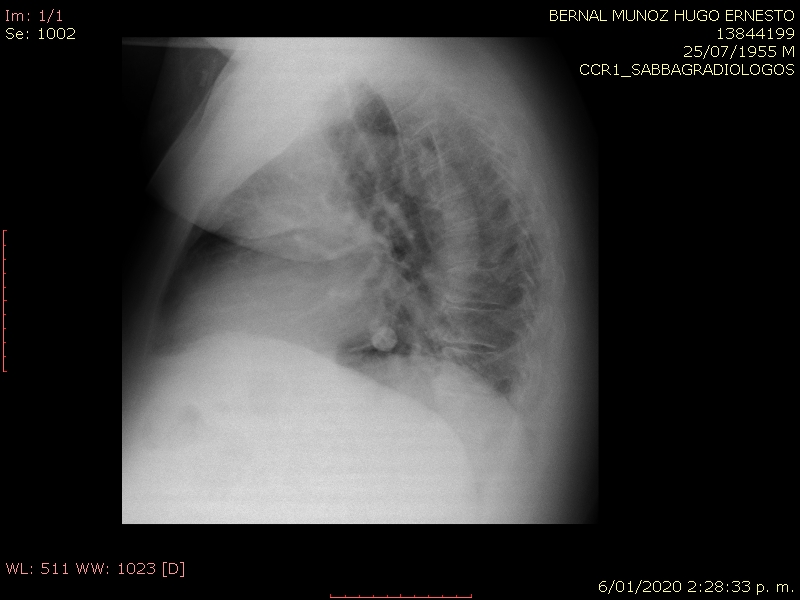 Im: 1/1
Se: 1002
BERNAL MUNOZ HUGO ERNESTO
13844199
25/07/1955 M
CCR1_SABBAGRADIOLOGOS
WL: 511 WW: 1023 [D]
6/01/2020 2:28:33 p. m.